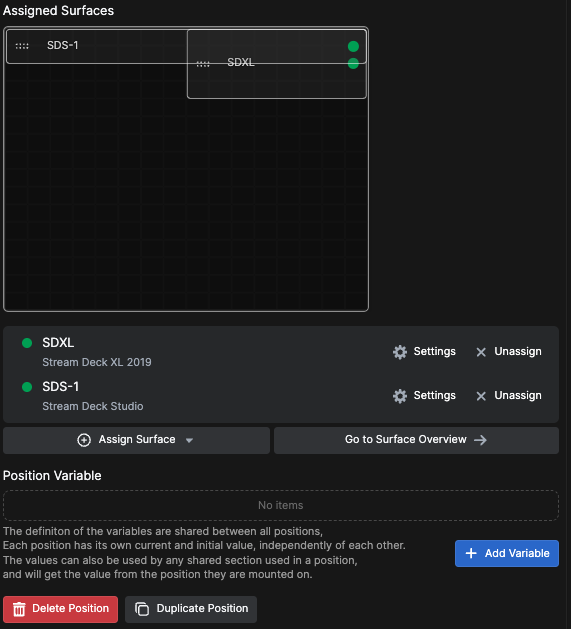 Assigned Surfaces
SDS-1
SDXL
SDXL
Stream Deck XL 2019
Settings
Unassign
SDS-1
Stream Deck Studio
Settings
Unassign
Assign Surface
Go to Surface Overview
Position Variable
No items
The definiton of the variables are shared between all positions,
Each position has its own current and initial value, independently of each other.
The values can also be used by any shared section used in a position,
and will get the value from the position they are mounted on.
Add Variable
Delete Position
Duplicate Position